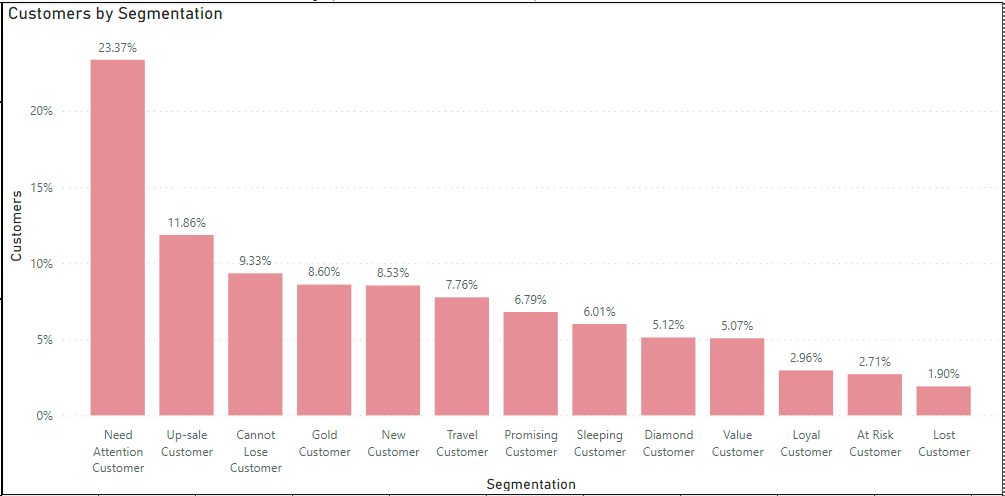 Customers by Segmentation
23.37%
20%
11.86%
15%
9.33%
8.60%
8.53%
7.76%
6.79%
6.01%
5.12%
5.07%
2.96%
2.71%
1.90%
10%
5%
0%
Customers
Need
Attention
Customer
Up-sale
Customer
Cannot
Lose
Customer
Gold
Customer
New
Customer
Travel
Customer
Promising
Customer
Sleeping
Customer
Diamond
Customer
Value
Customer
Loyal
Customer
At Risk
Customer
Lost
Customer
Segmentation